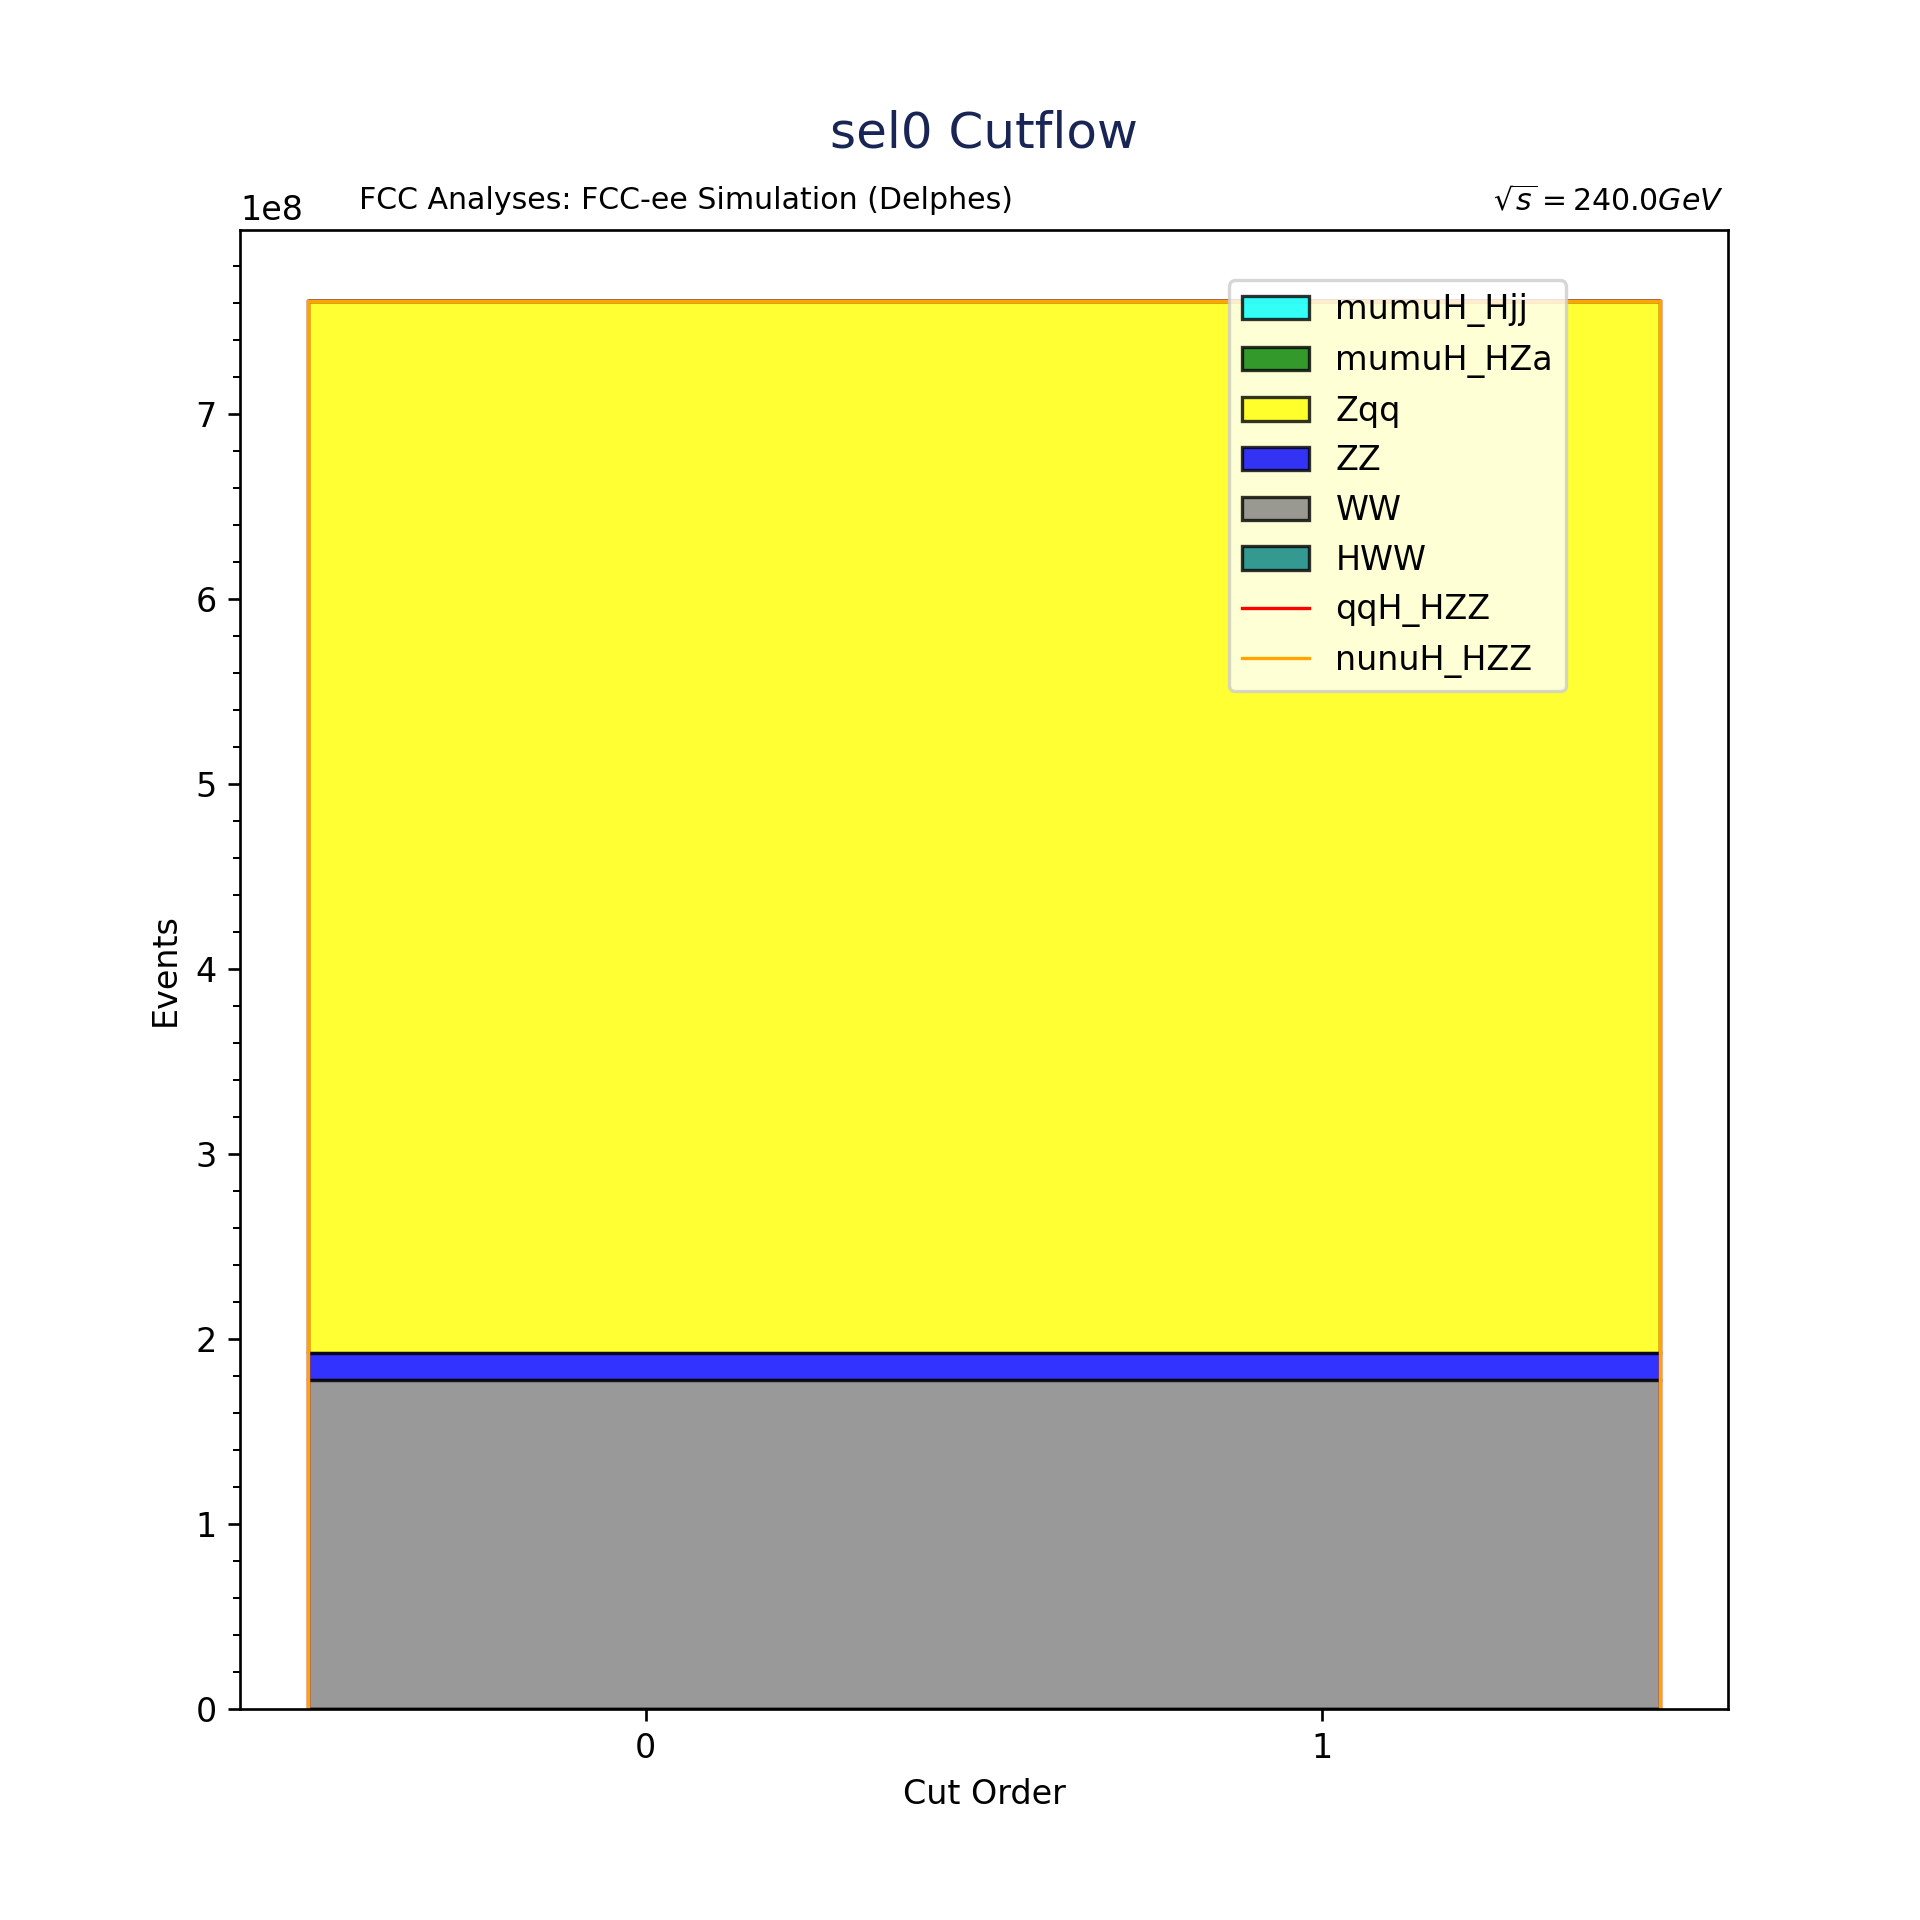 sel0 Cutflow
1e8
FCC Analyses: FCC-ee Simulation (Delphes)
√s = 240.0GeV
mumuH_Hjj
mumuH_HZa
Zqq
ZZ
WW
HWW
qqH_HZZ
nunuH_HZZ
7
6
5
4
3
2
1
0
Events
0 1
Cut Order